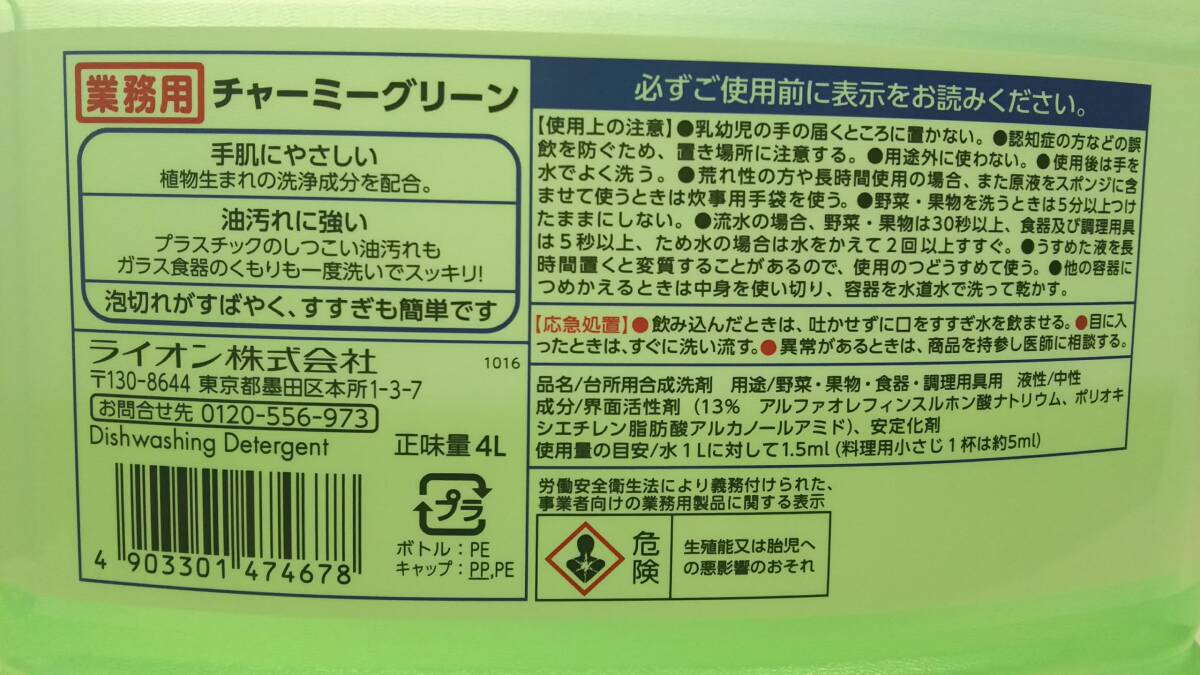 業務用 チャーミーグリーン
手肌にやさしい
植物生まれの洗浄成分を配合。
油汚れに強い
プラスチックのしつこい油汚れも
ガラス食器のくもりも一度洗いでスッキリ!
泡切れがすばやく、すすぎも簡単です
ライオン株式会社 1016
〒130-8644 東京都墨田区本所1-3-7
お問合せ先 0120-556-973
Dishwashing Detergent 正味量 4L
4 903301 474678
プラ
ボトル:PE
キャップ:PP,PE
必ずご使用前に表示をお読みください。
【使用上の注意】●乳幼児の手の届くところに置かない。●認知症の方などの誤
飲を防ぐため、置き場所に注意する。●用途外に使わない。●使用後は手を
水でよく洗う。●荒れ性の方や長時間使用の場合、また原液をスポンジに含
ませて使うときは炊事用手袋を使う。●野菜・果物を洗うときは5分以上つけ
たままにしない。●流水の場合、野菜・果物は30秒以上、食器及び調理用具
は5秒以上、ため水の場合は水をかえて2回以上すすぐ。●うすめた液を長
時間置くと変質することがあるので、使用のつどうすめて使う。●他の容器に
つめかえるときは中身を使い切り、容器を水道水で洗って乾かす。
【応急処置】●飲み込んだときは、吐かせずに口をすすぎ水を飲ませる。●目に入
ったときは、すぐに洗い流す。●異常があるときは、商品を持参し医師に相談する。
品名/台所用合成洗剤 用途/野菜・果物・食器・調理用具用 液性/中性
成分/界面活性剤(13% アルファオレフィンスルホン酸ナトリウム、ポリオキ
シエチレン脂肪酸アルカノールアミド)、安定化剤
使用量の目安/水1Lに対して1.5ml(料理用小さじ1杯は約5ml)
労働安全衛生法により義務付けられた、
事業者向けの業務用製品に関する表示
危険
生殖能又は胎児へ
の悪影響のおそれ